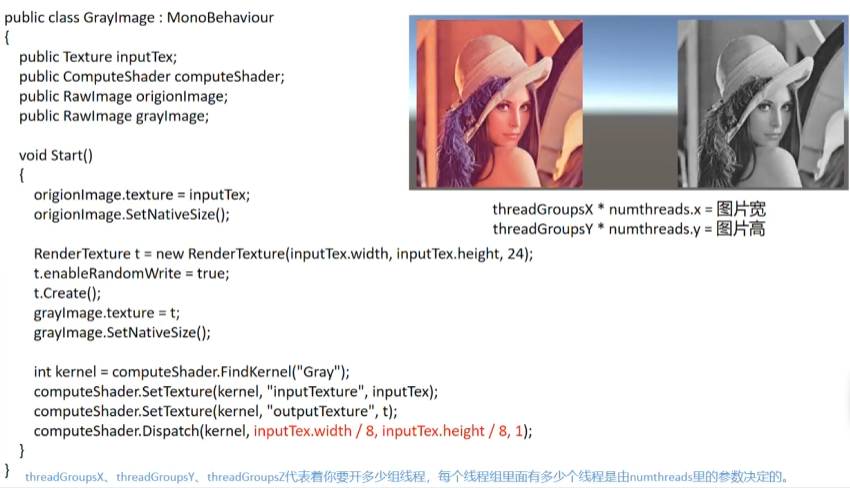 public class GrayImage : MonoBehaviour
{
public Texture inputTex;
public ComputeShader computeShader;
public RawImage origionImage;
public RawImage grayImage;
void Start()
{
origionImage.texture = inputTex;
origionImage.SetNativeSize();
RenderTexture t = new RenderTexture(inputTex.width, inputTex.height, 24);
t.enableRandomWrite = true;
t.Create();
grayImage.texture = t;
grayImage.SetNativeSize();
int kernel = computeShader.FindKernel("Gray");
computeShader.SetTexture(kernel, "inputTexture", inputTex);
computeShader.SetTexture(kernel, "outputTexture", t);
computeShader.Dispatch(kernel, inputTex.width / 8, inputTex.height / 8, 1);
}
}
threadGroupsX * numthreads.x = 图片宽
threadGroupsY * numthreads.y = 图片高
threadGroupsX、threadGroupsY、threadGroupsZ代表着你要开多少组线程，每个线程组里面有多少个线程是由numthreads里的参数决定的。